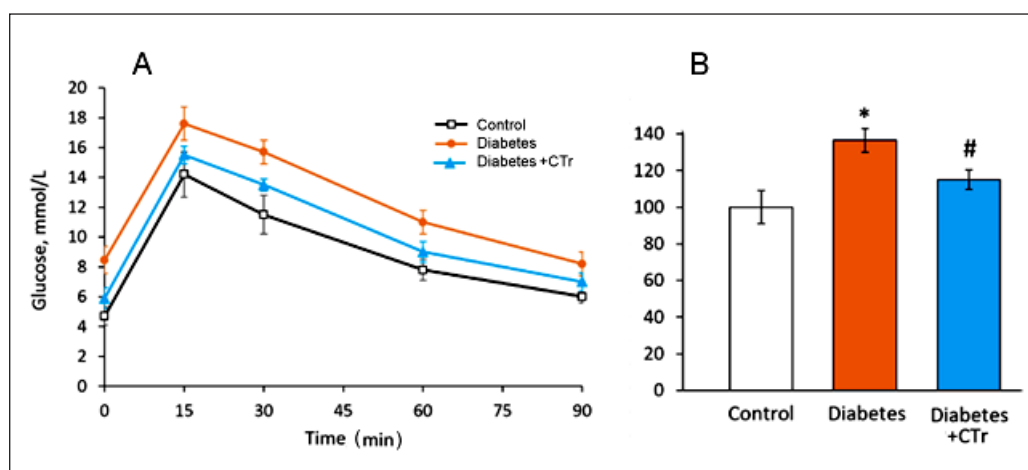 A
20
18
16
14
12
10
8
6
4
2
0
Glucose, mmol/L
0 15 30 45 60 75 90
Time (min)
Control
Diabetes
Diabetes +CTr
B
140
120
100
80
60
40
20
0
*
#
Control Diabetes Diabetes
+CTr